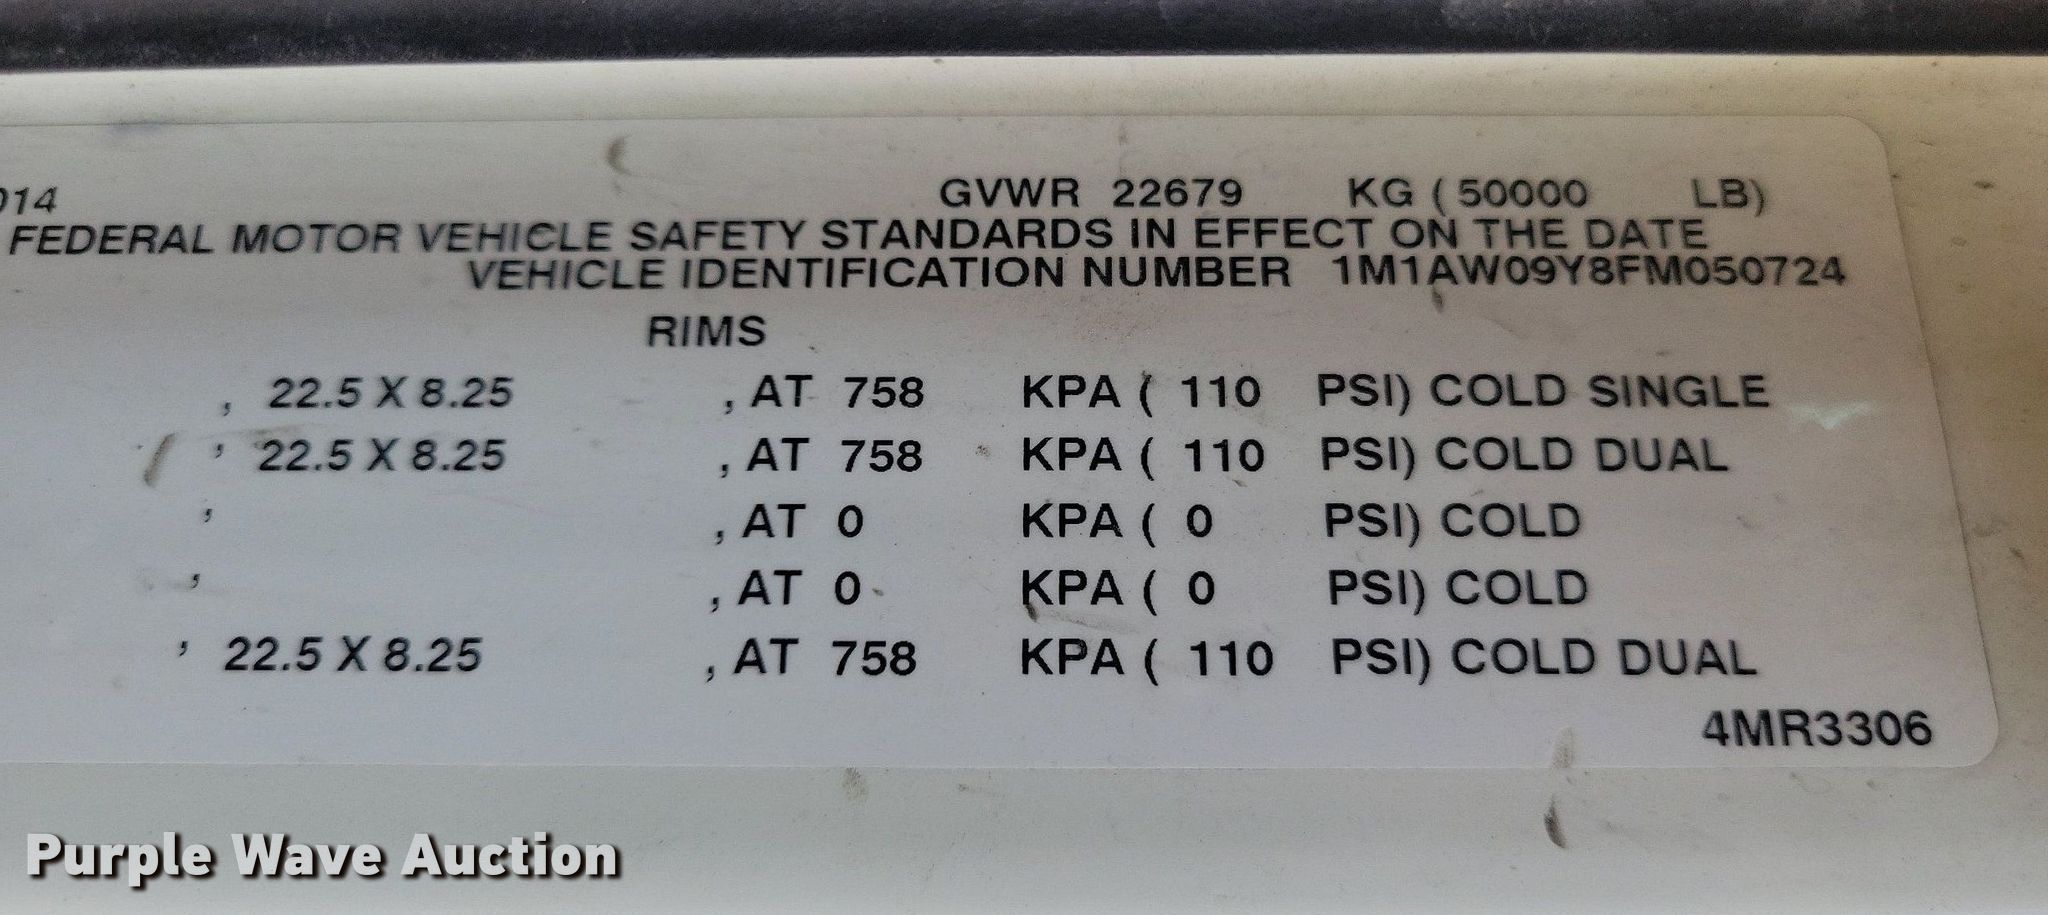 014 GVWR 22679 KG ( 50000 LB)
FEDERAL MOTOR VEHICLE SAFETY STANDARDS IN EFFECT ON THE DATE
VEHICLE IDENTIFICATION NUMBER 1M1AW09Y8FM050724
RIMS
, 22.5 X 8.25 , AT 758 KPA ( 110 PSI) COLD SINGLE
, 22.5 X 8.25 , AT 758 KPA ( 110 PSI) COLD DUAL
, , AT 0 KPA ( 0 PSI) COLD
, , AT 0 KPA ( 0 PSI) COLD
, 22.5 X 8.25 , AT 758 KPA ( 110 PSI) COLD DUAL
4MR3306
Purple Wave Auction